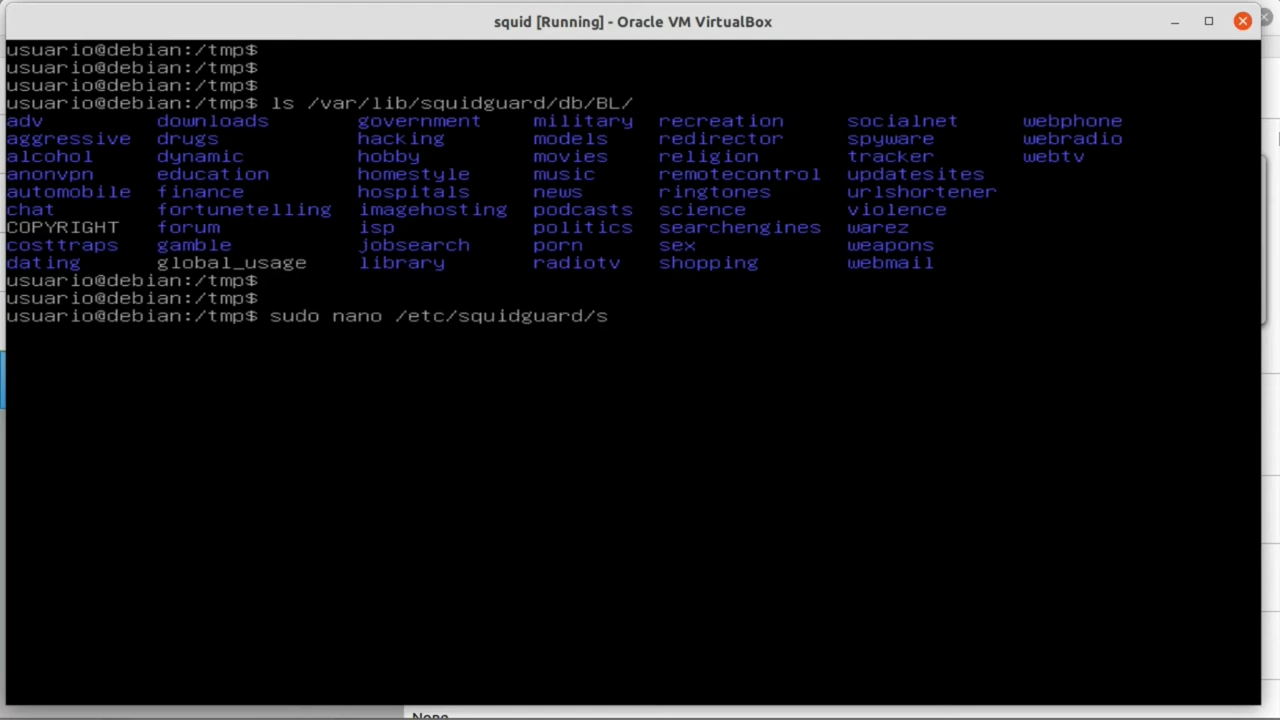 squid [Running] - Oracle VM VirtualBox
usuario@debian:/tmp$
usuario@debian:/tmp$
usuario@debian:/tmp$
usuario@debian:/tmp$ ls /var/lib/squidguard/db/BL/
adv downloads government military recreation socialnet webphone
aggressive drugs hacking models redirector spyware webradio
alcohol dynamic hobby movies religion tracker webtv
anonvpn education homestyle music remotecontrol updatesites
automobile finance hospitals news ringtones urlshortener
chat fortunetelling imagehosting podcasts science violence
COPYRIGHT forum isp politics searchengines warez
costtraps gamble jobsearch porn sex weapons
dating global_usage library radiotv shopping webmail
usuario@debian:/tmp$
usuario@debian:/tmp$
usuario@debian:/tmp$ sudo nano /etc/squidguard/s
None